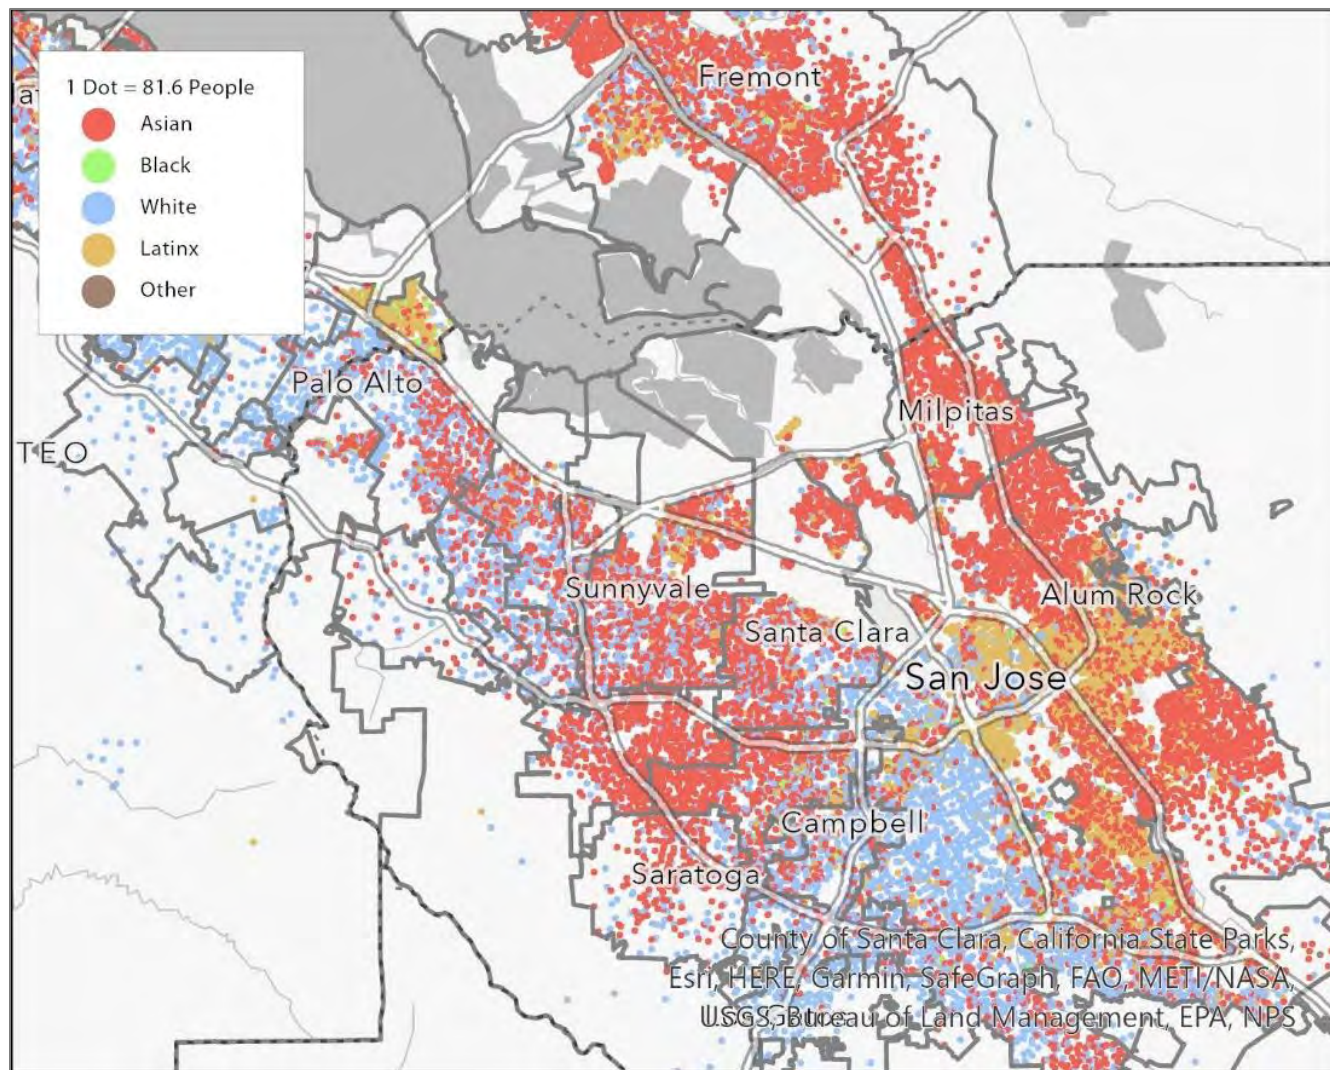 1 Dot = 81.6 People
Asian
Black
White
Latinx
Other
Fremont
Palo Alto
TEO
Milpitas
Sunnyvale
Alum Rock
Santa Clara
San Jose
Campbell
Saratoga
County of Santa Clara, California State Parks,
Esri, HERE, Garmin, SafeGraph, FAO, METI/NASA,
USGS, Bureau of Land Management, EPA, NPS